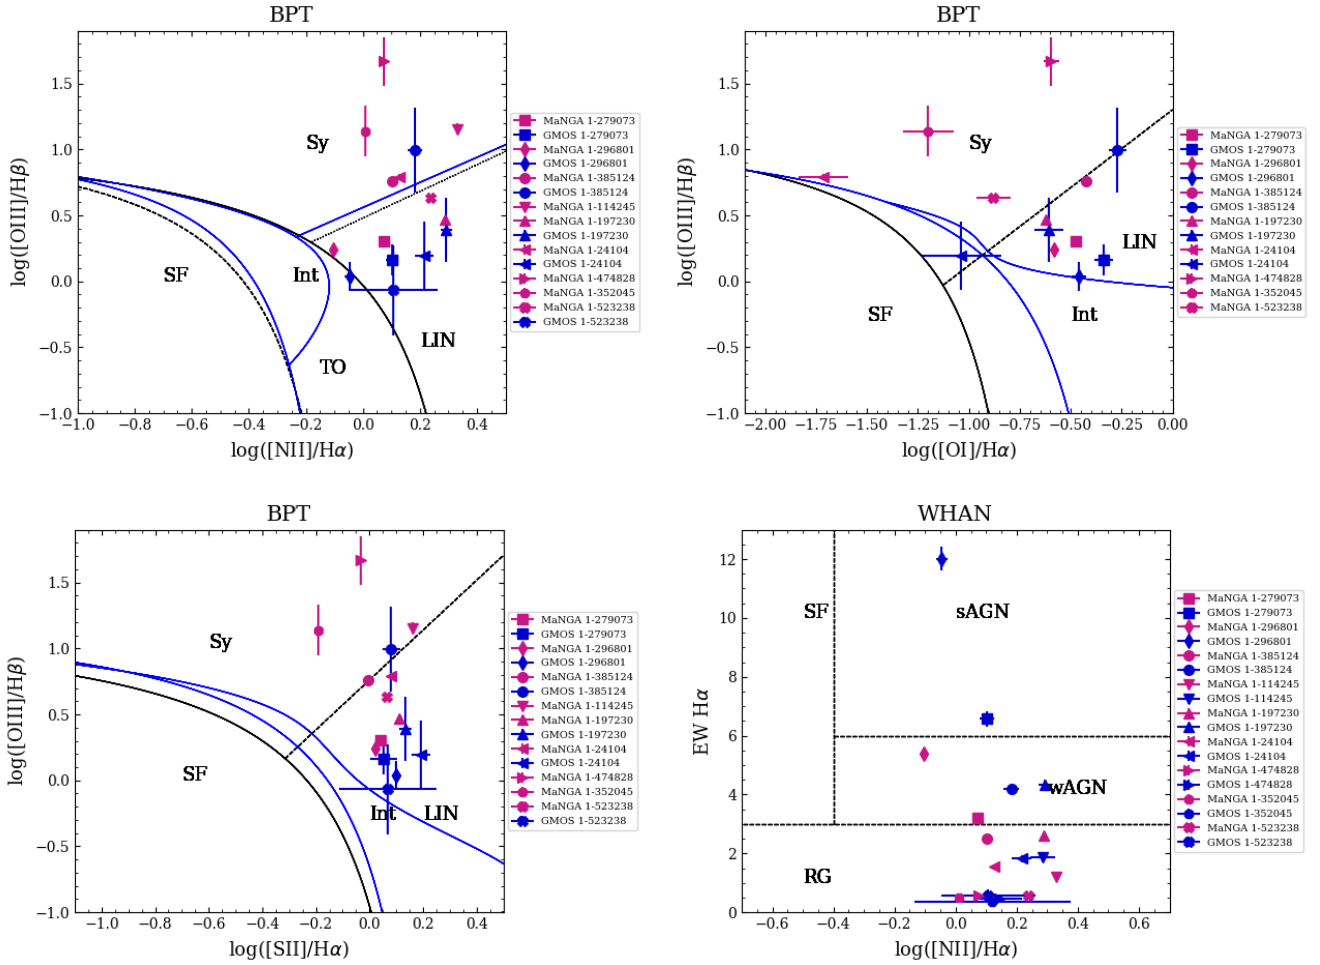 BPT
log([OIII]/Hβ)
1.5
1.0
0.5
0.0
−0.5
−1.0
Sy
SF
Int
TO
LIN
−1.0
−0.8
−0.6
−0.4
−0.2
0.0
0.2
0.4
log([NII]/Hα)
MaNGA 1-279073
GMOS 1-279073
MaNGA 1-296801
GMOS 1-296801
MaNGA 1-385124
GMOS 1-385124
MaNGA 1-114245
MaNGA 1-197230
GMOS 1-197230
MaNGA 1-24104
GMOS 1-24104
MaNGA 1-474828
MaNGA 1-352045
MaNGA 1-523238
GMOS 1-523238
BPT
log([OIII]/Hβ)
1.5
1.0
0.5
0.0
−0.5
−1.0
Sy
LIN
SF
Int
−2.00
−1.75
−1.50
−1.25
−1.00
−0.75
−0.50
−0.25
0.00
log([OI]/Hα)
MaNGA 1-279073
GMOS 1-279073
MaNGA 1-296801
GMOS 1-296801
MaNGA 1-385124
GMOS 1-385124
MaNGA 1-197230
GMOS 1-197230
MaNGA 1-24104
GMOS 1-24104
MaNGA 1-474828
MaNGA 1-352045
MaNGA 1-523238
BPT
log([OIII]/Hβ)
1.5
1.0
0.5
0.0
−0.5
−1.0
Sy
SF
Int
LIN
−1.0
−0.8
−0.6
−0.4
−0.2
0.0
0.2
0.4
log([SII]/Hα)
MaNGA 1-279073
GMOS 1-279073
MaNGA 1-296801
GMOS 1-296801
MaNGA 1-385124
GMOS 1-385124
MaNGA 1-114245
MaNGA 1-197230
GMOS 1-197230
MaNGA 1-24104
GMOS 1-24104
MaNGA 1-474828
MaNGA 1-352045
MaNGA 1-523238
GMOS 1-523238
WHAN
EW Hα
12
10
8
6
4
2
0
SF
sAGN
wAGN
RG
−0.6
−0.4
−0.2
0.0
0.2
0.4
0.6
log([NII]/Hα)
MaNGA 1-279073
GMOS 1-279073
MaNGA 1-296801
GMOS 1-296801
MaNGA 1-385124
GMOS 1-385124
MaNGA 1-114245
GMOS 1-114245
MaNGA 1-197230
GMOS 1-197230
MaNGA 1-24104
GMOS 1-24104
MaNGA 1-474828
GMOS 1-474828
MaNGA 1-352045
GMOS 1-352045
MaNGA 1-523238
GMOS 1-523238